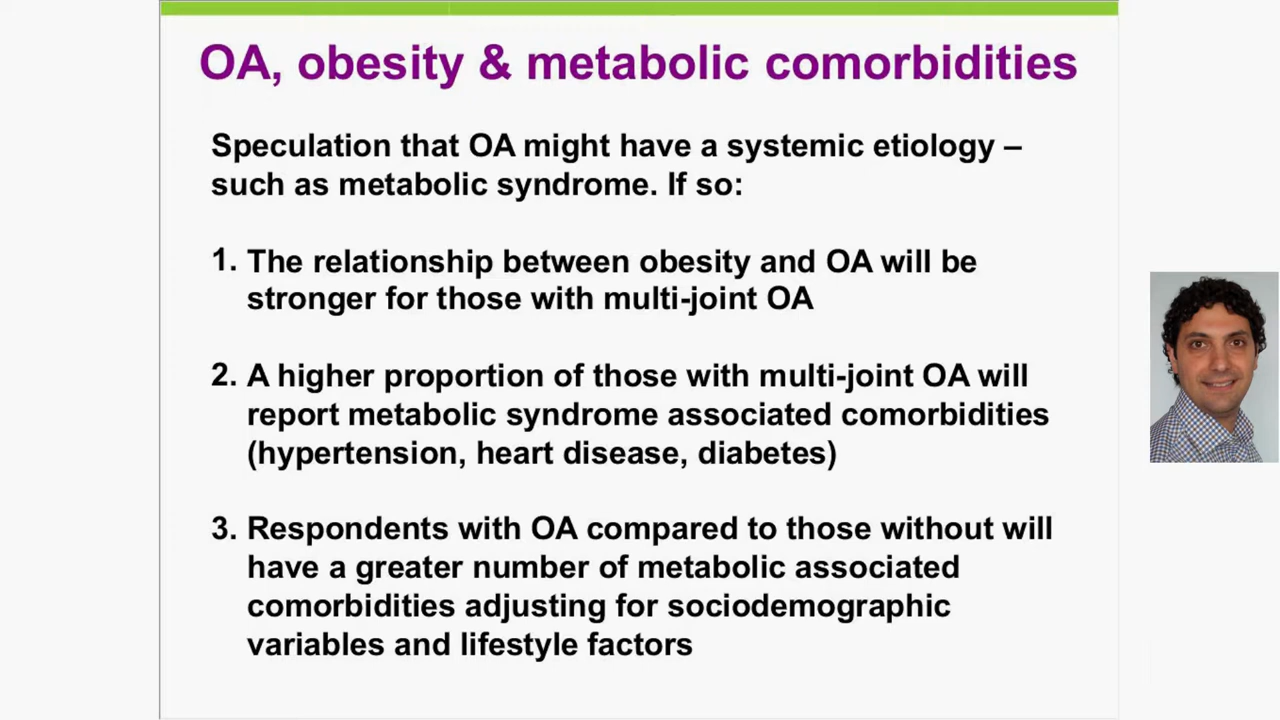 OA, obesity & metabolic comorbidities
Speculation that OA might have a systemic etiology –
such as metabolic syndrome. If so:
1. The relationship between obesity and OA will be
stronger for those with multi-joint OA
2. A higher proportion of those with multi-joint OA will
report metabolic syndrome associated comorbidities
(hypertension, heart disease, diabetes)
3. Respondents with OA compared to those without will
have a greater number of metabolic associated
comorbidities adjusting for sociodemographic
variables and lifestyle factors